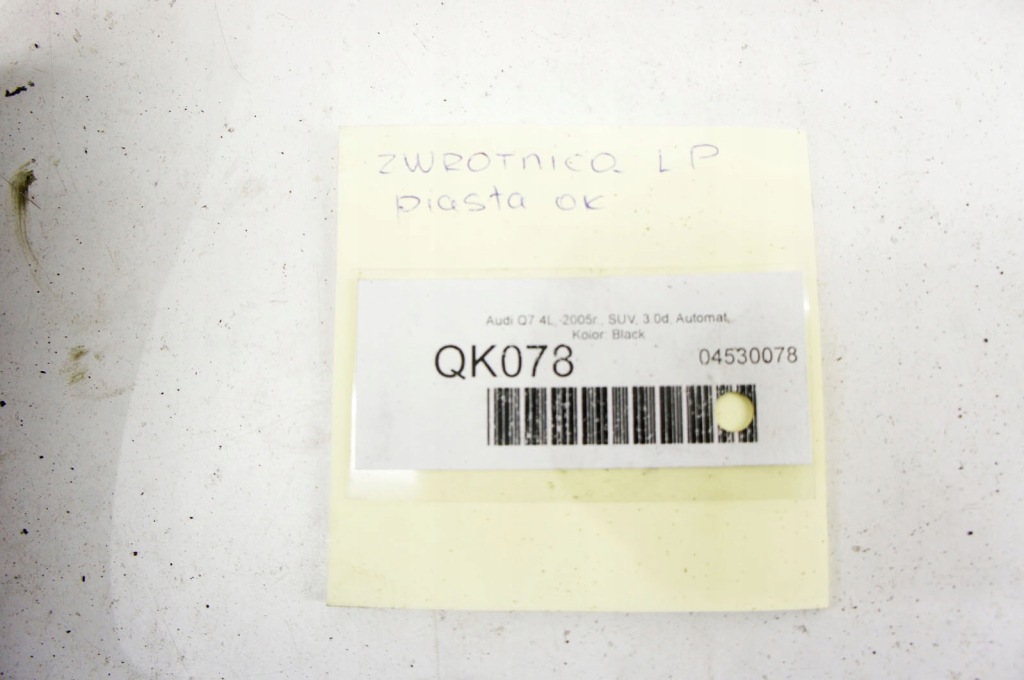 ZWROTNICA LP
piasta ok
Audi Q7 4L, 2005r., SUV, 3.0d, Automat,
Kolor: Black
QK078
04530078